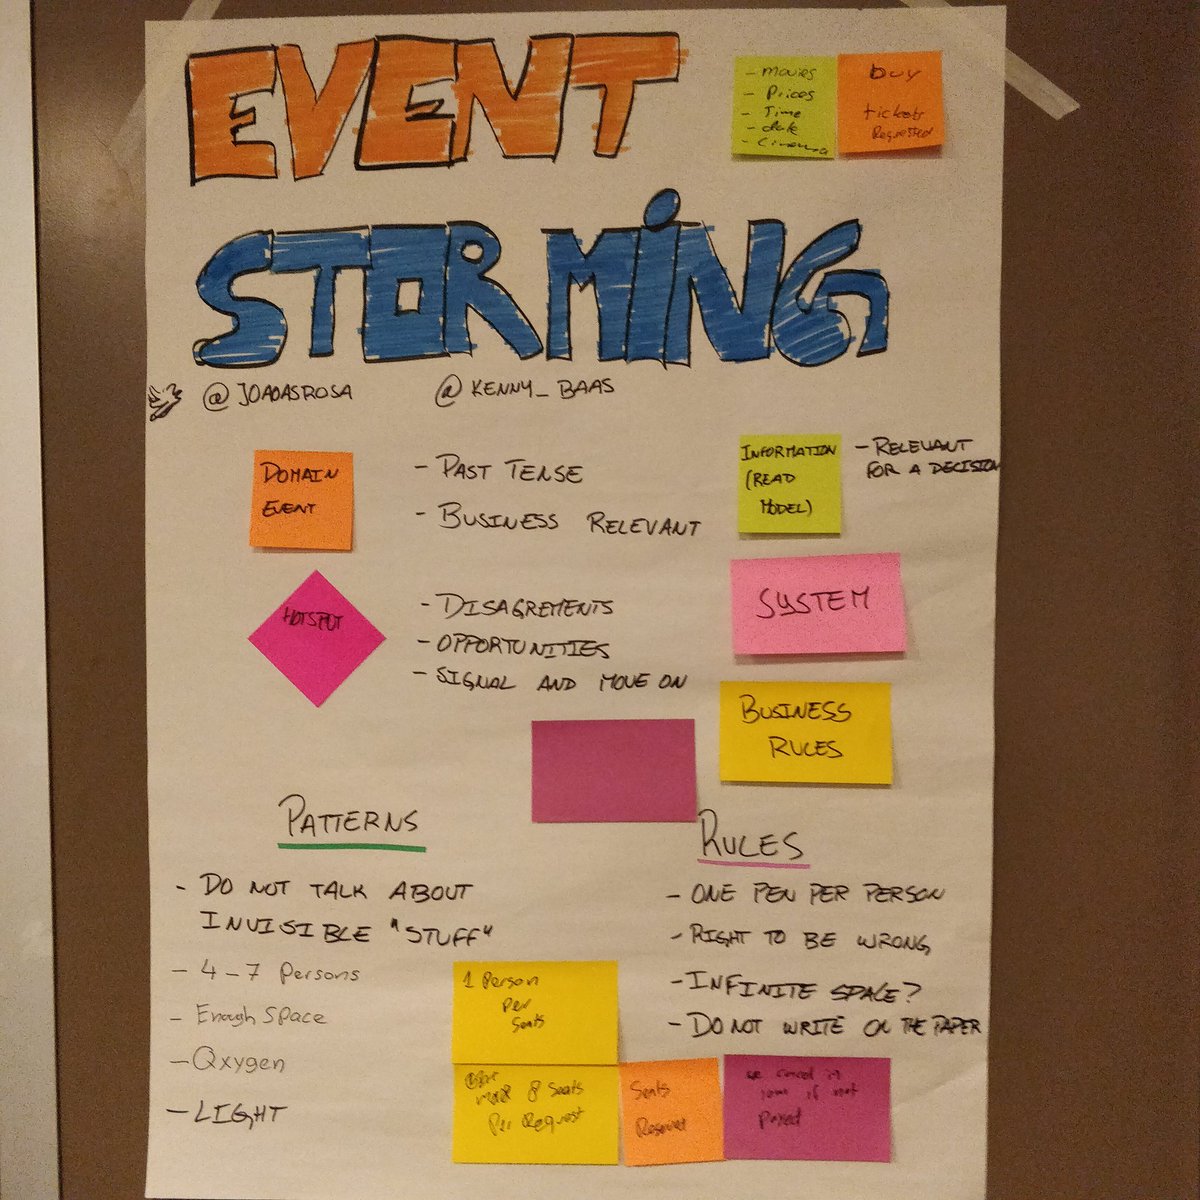 EVENT
- Movies
- Prices
- Time
- date
- Cinema
buy
tickets
Requested
STORMING
@JOAOASROSA
@KENNY_BAAS
DOMAIN
EVENT
- PAST TENSE
- BUSINESS RELEVANT
INFORMATION
(READ
MODEL)
- RELEVANT
FOR A DECISION
HOTSPOT
- DISAGREMENTS
- OPPORTUNITIES
- SIGNAL AND MOVE ON
SYSTEM
BUSINESS
RULES
PATTERNS
- DO NOT TALK ABOUT
INVISIBLE "STUFF"
- 4-7 Persons
- Enough Space
- Oxygen
- LIGHT
RULES
- ONE PEN PER PERSON
- RIGHT TO BE WRONG
- INFINITE SPACE?
- DO NOT WRITE ON THE PAPER
1 Person
per
Seats
max 8 Seats
Per Request
Seats
Reserved
we cancel in
if not
Payed